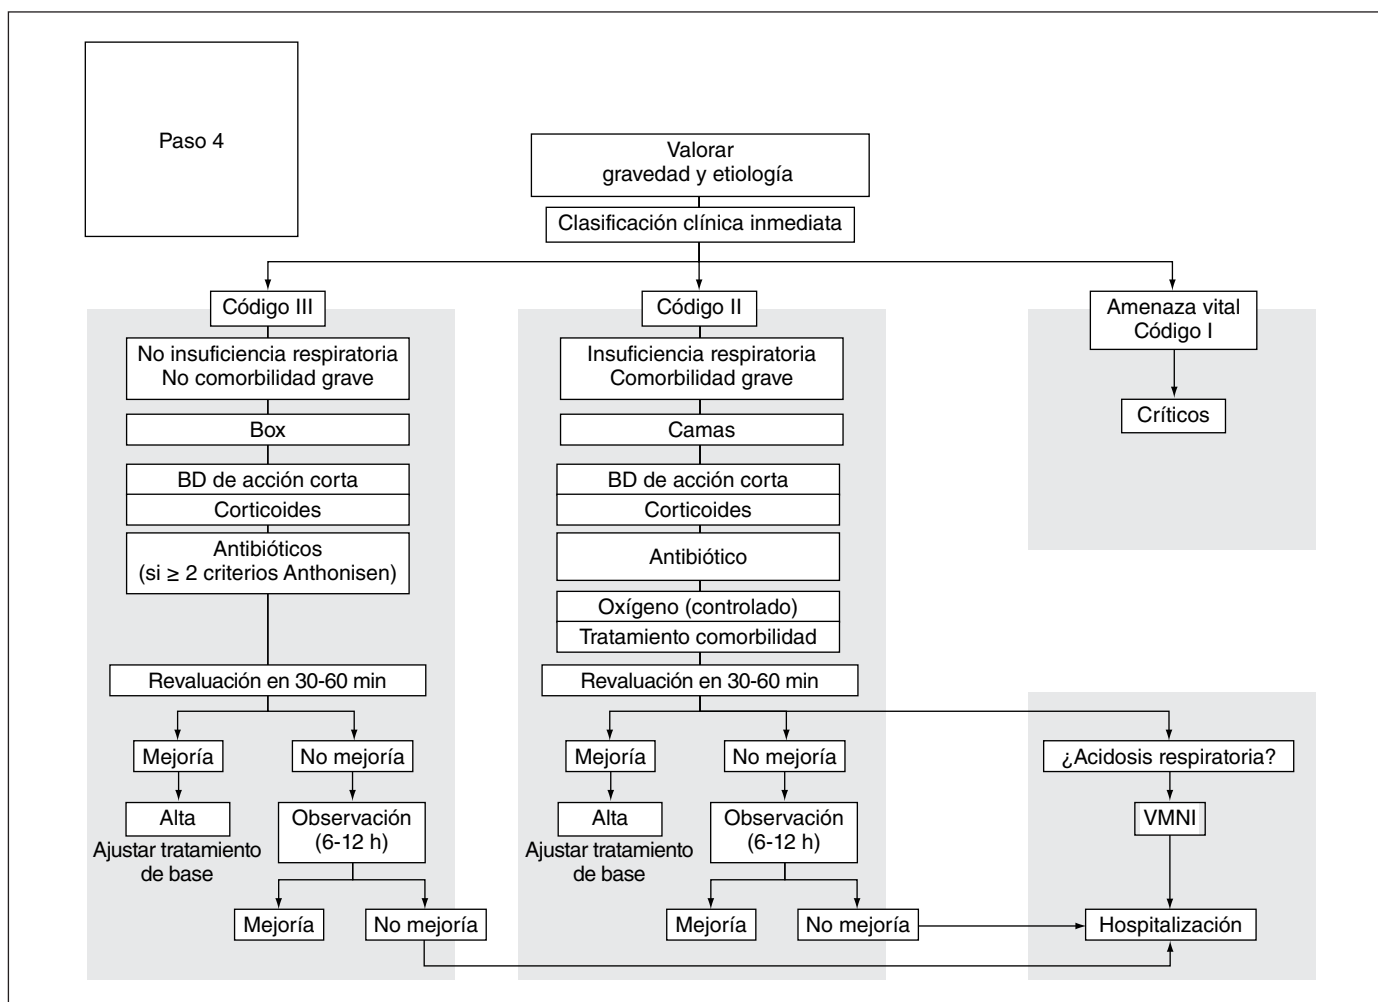 Paso 4
Valorar
gravedad y etiología
Clasificación clínica inmediata
Código III
No insuficiencia respiratoria
No comorbilidad grave
Box
BD de acción corta
Corticoides
Antibióticos
(si ≥ 2 criterios Anthonisen)
Revaluación en 30-60 min
Mejoría
No mejoría
Alta
Ajustar tratamiento
de base
Observación
(6-12 h)
Mejoría
No mejoría
Código II
Insuficiencia respiratoria
Comorbilidad grave
Camas
BD de acción corta
Corticoides
Antibiótico
Oxígeno (controlado)
Tratamiento comorbilidad
Revaluación en 30-60 min
Mejoría
No mejoría
Alta
Ajustar tratamiento
de base
Observación
(6-12 h)
Mejoría
No mejoría
Amenaza vital
Código I
Críticos
¿Acidosis respiratoria?
VMNI
Hospitalización